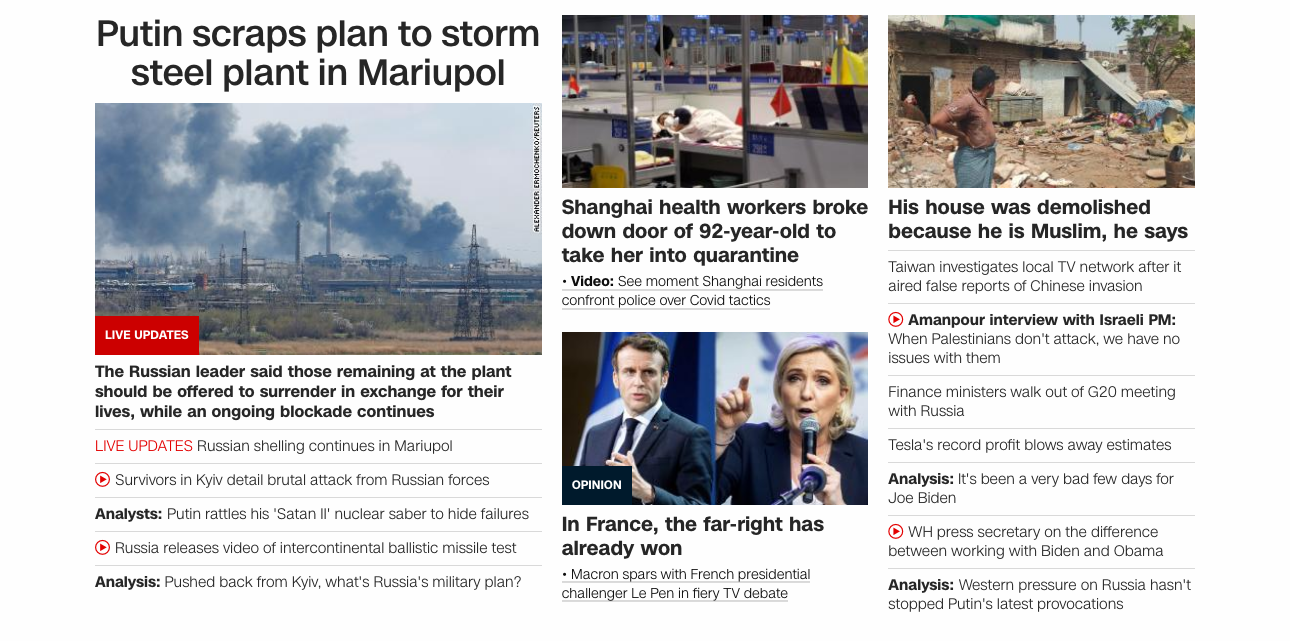 Putin scraps plan to storm
steel plant in Mariupol
ALEXANDER ERMOCHENKO/REUTERS
LIVE UPDATES
The Russian leader said those remaining at the plant
should be offered to surrender in exchange for their
lives, while an ongoing blockade continues
LIVE UPDATES Russian shelling continues in Mariupol
Survivors in Kyiv detail brutal attack from Russian forces
Analysts: Putin rattles his 'Satan II' nuclear saber to hide failures
Russia releases video of intercontinental ballistic missile test
Analysis: Pushed back from Kyiv, what's Russia's military plan?
Shanghai health workers broke
down door of 92-year-old to
take her into quarantine
• Video: See moment Shanghai residents
confront police over Covid tactics
OPINION
In France, the far-right has
already won
• Macron spars with French presidential
challenger Le Pen in fiery TV debate
His house was demolished
because he is Muslim, he says
Taiwan investigates local TV network after it
aired false reports of Chinese invasion
Amanpour interview with Israeli PM:
When Palestinians don't attack, we have no
issues with them
Finance ministers walk out of G20 meeting
with Russia
Tesla's record profit blows away estimates
Analysis: It's been a very bad few days for
Joe Biden
WH press secretary on the difference
between working with Biden and Obama
Analysis: Western pressure on Russia hasn't
stopped Putin's latest provocations